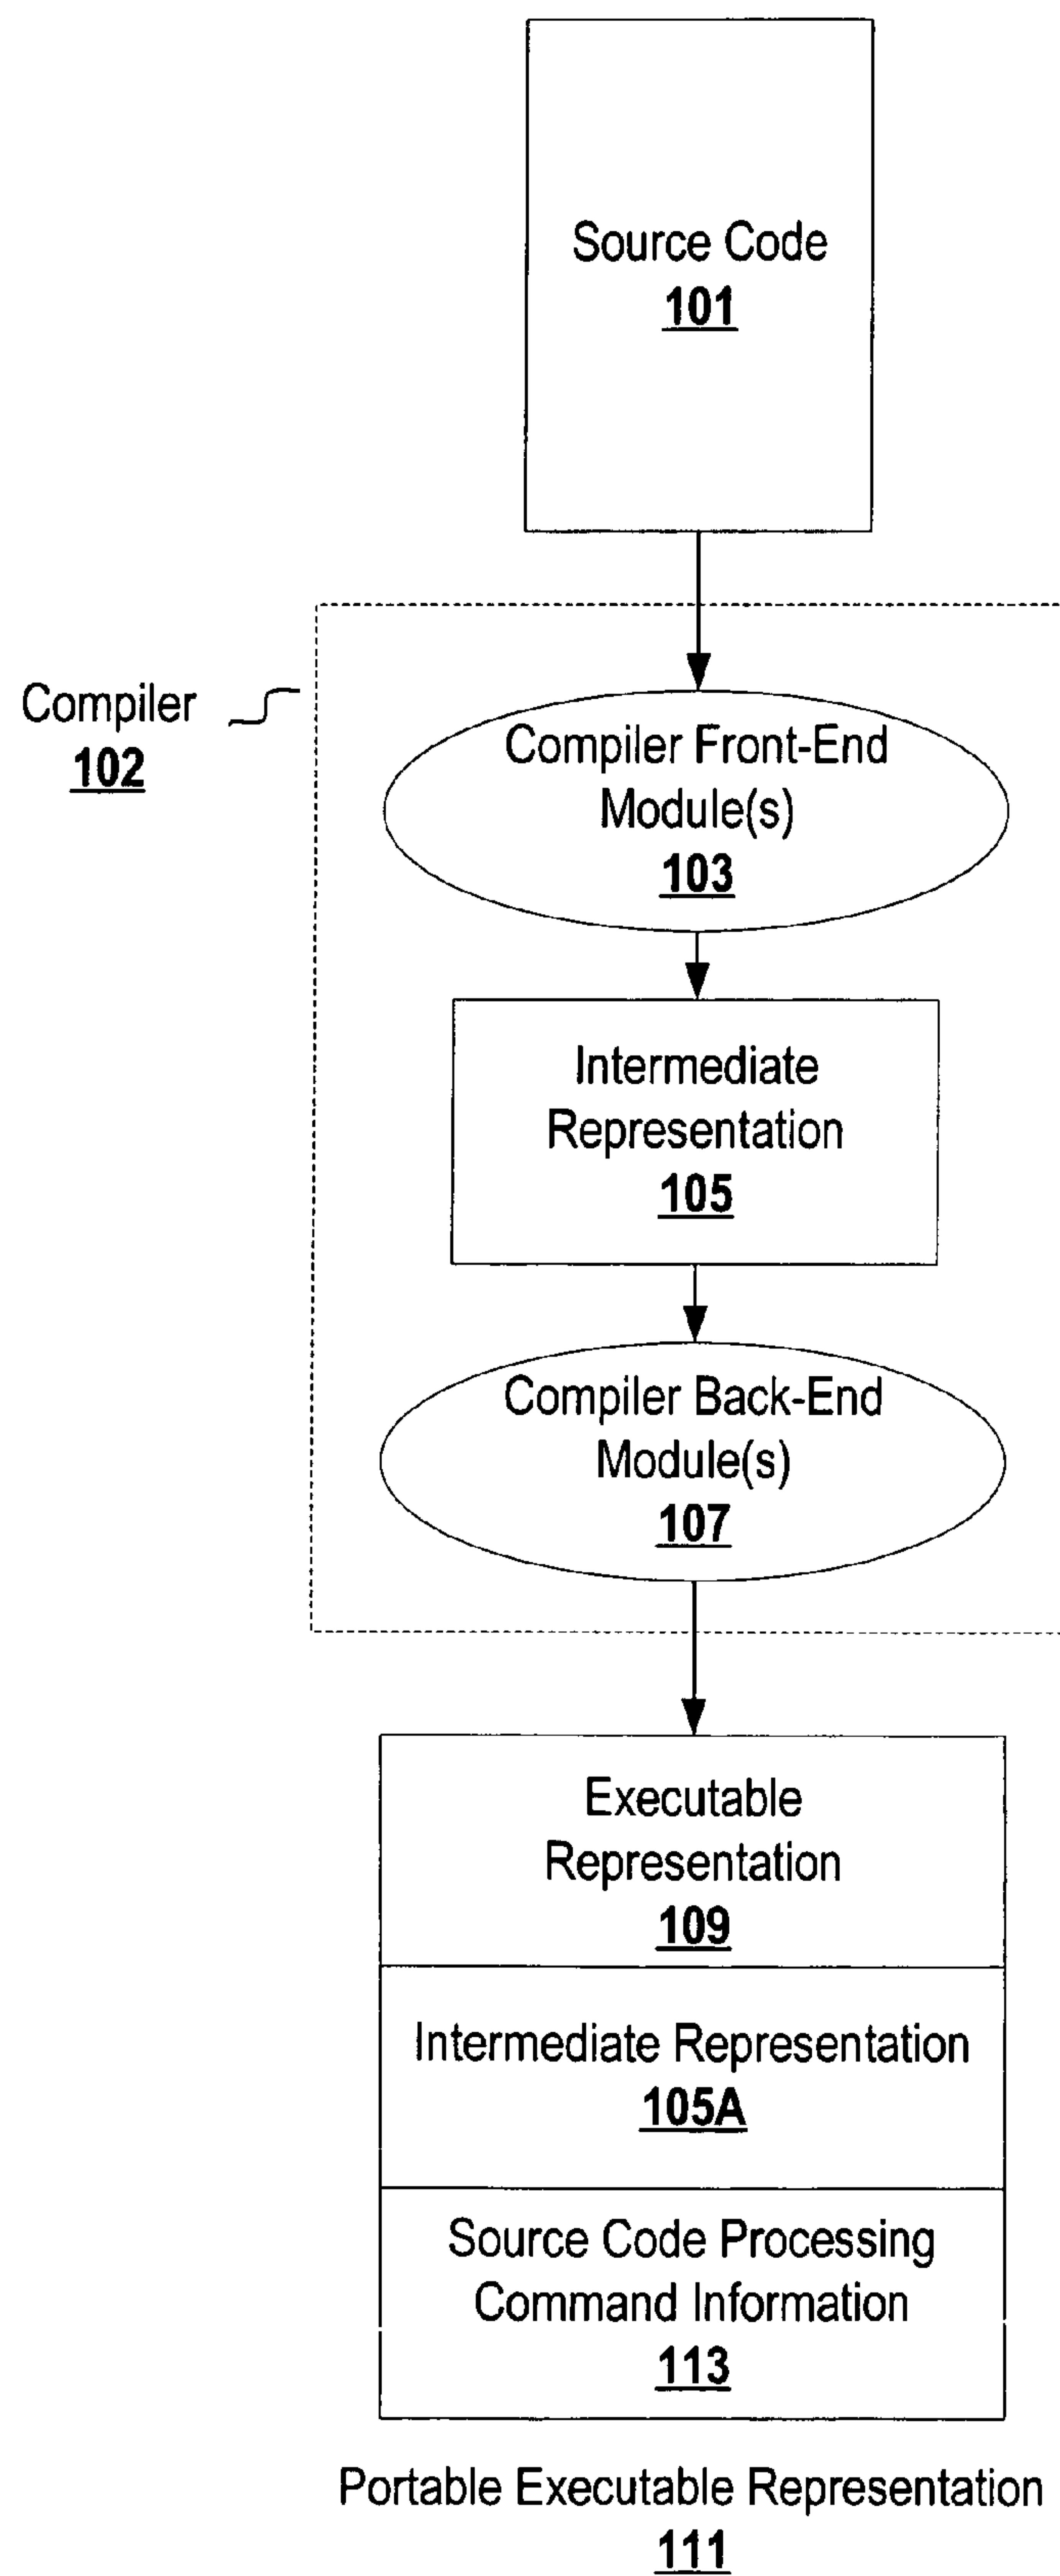 Source Code
101
Compiler
102
Compiler Front-End
Module(s)
103
Intermediate
Representation
105
Compiler Back-End
Module(s)
107
Executable
Representation
109
Intermediate Representation
105A
Source Code Processing
Command Information
113
Portable Executable Representation
111